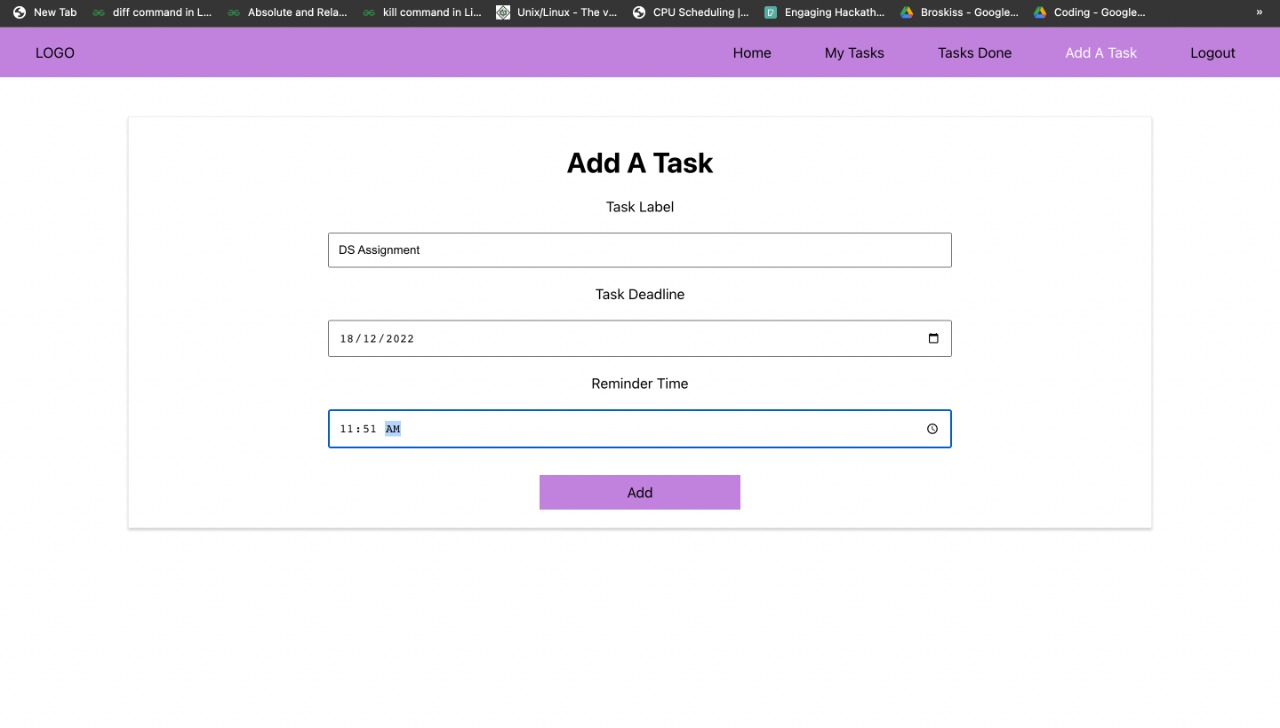 New Tab diff command in L... Absolute and Rela... kill command in Li... Unix/Linux - The v... CPU Scheduling |... Engaging Hackath... Broskiss - Google... Coding - Google... »
LOGO Home My Tasks Tasks Done Add A Task Logout
Add A Task
Task Label
DS Assignment
Task Deadline
18/12/2022
Reminder Time
11:51 AM
Add